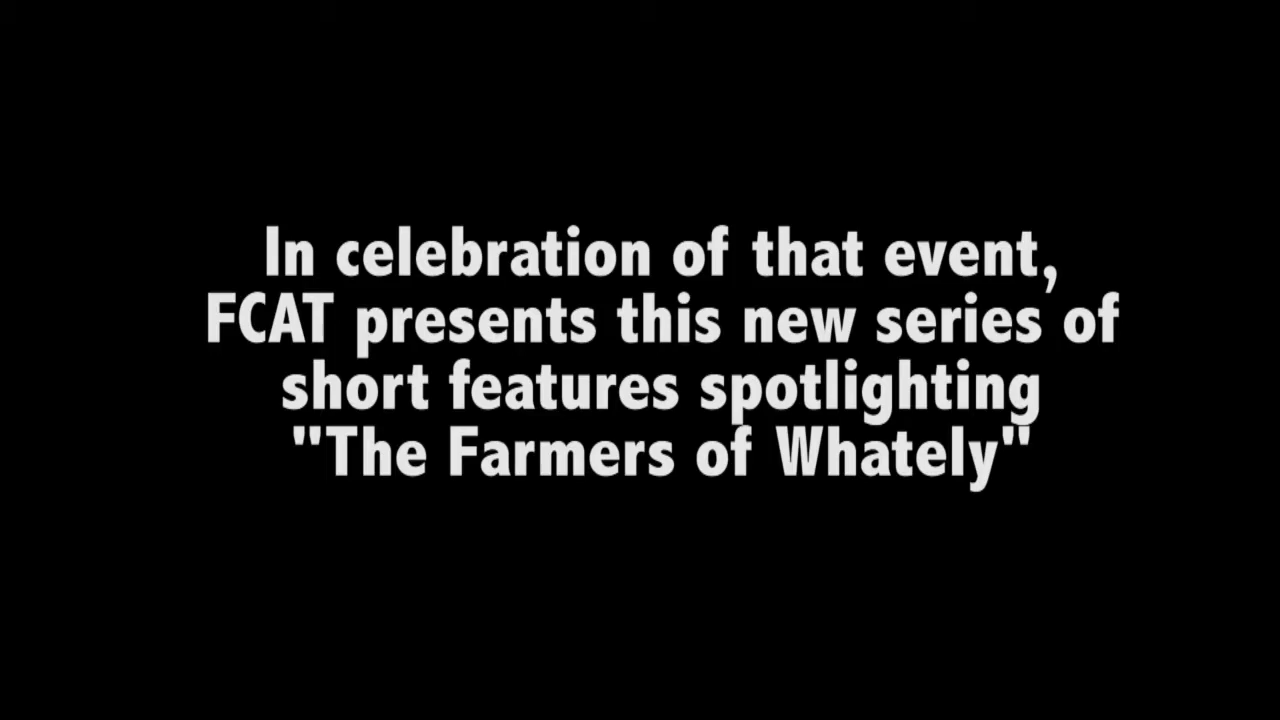 In celebration of that event,
FCAT presents this new series of
short features spotlighting
"The Farmers of Whately"